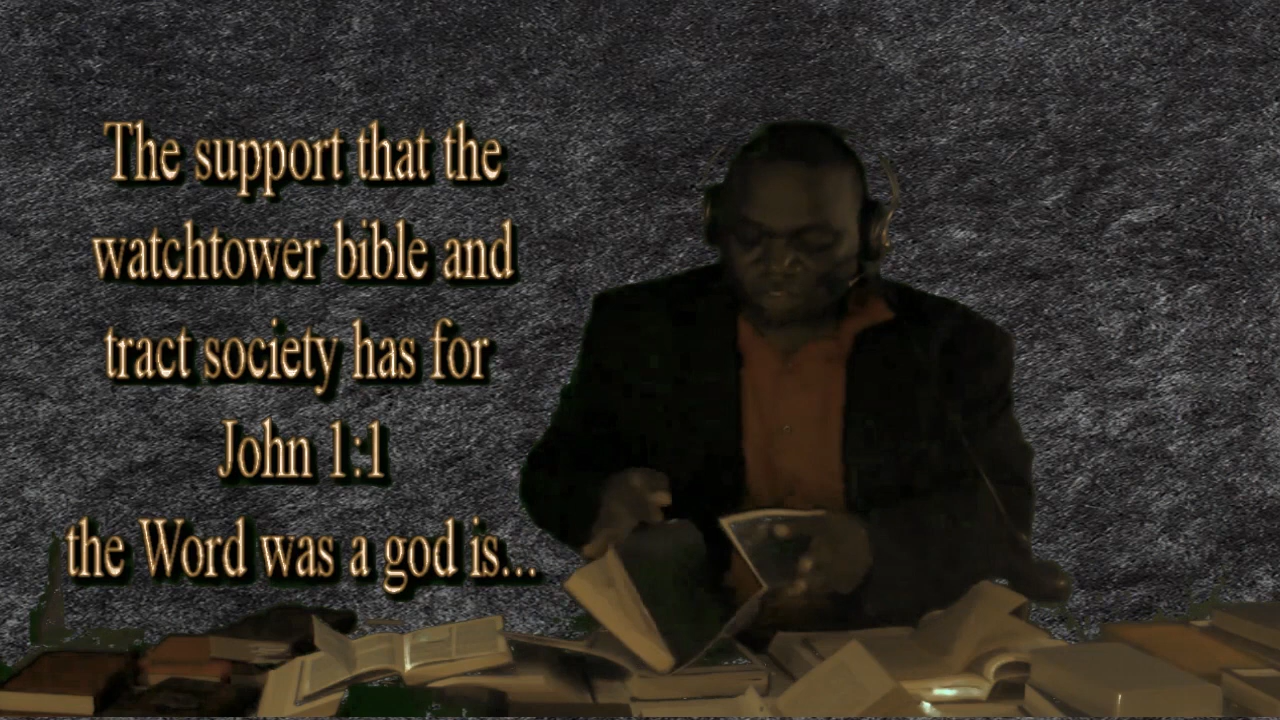 The support that the
watchtower bible and
tract society has for
John 1:1
the Word was a god is...